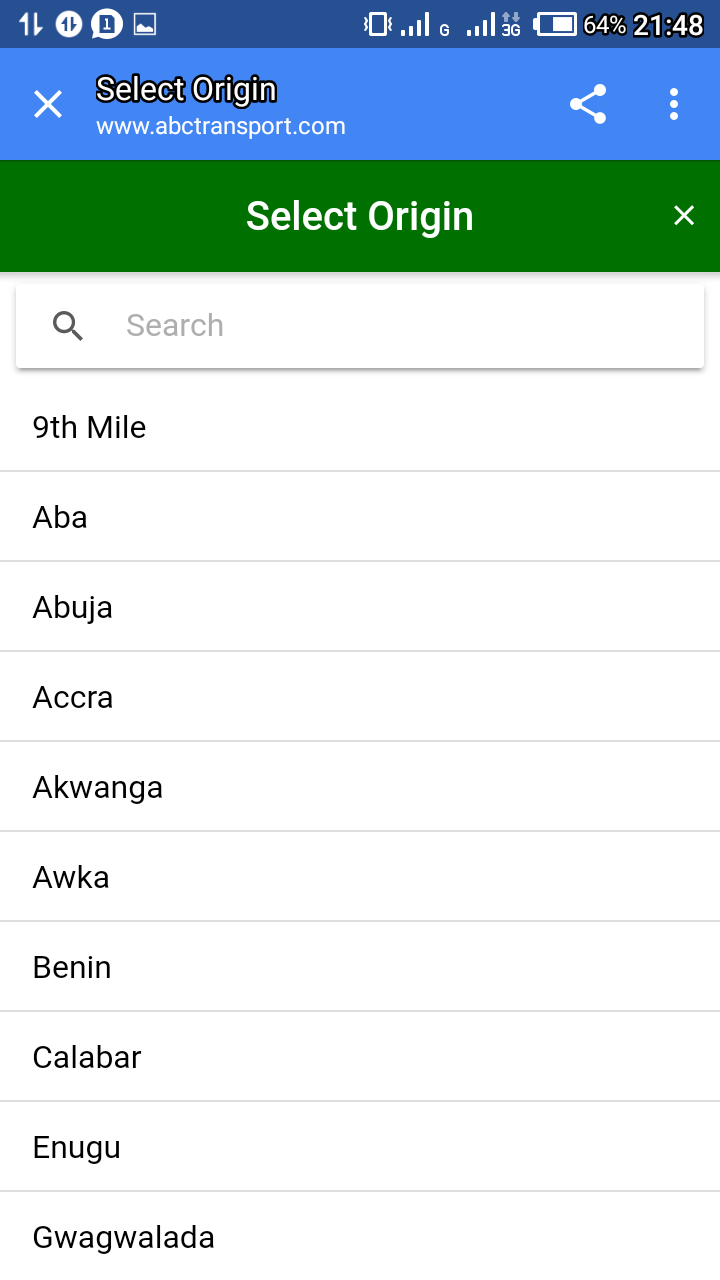 1
G
3G
64%
21:48
Select Origin
www.abctransport.com
Select Origin
Search
9th Mile
Aba
Abuja
Accra
Akwanga
Awka
Benin
Calabar
Enugu
Gwagwalada